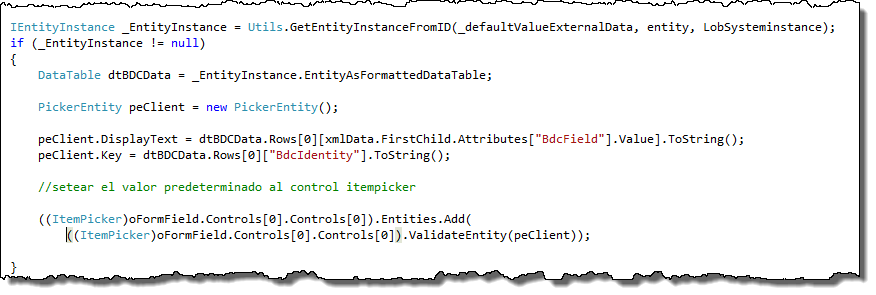 IEntityInstance _EntityInstance = Utils.GetEntityInstanceFromID(_defaultValueExternalData, entity, LobSysteminstance);
if (_EntityInstance != null)
{
DataTable dtBDCData = _EntityInstance.EntityAsFormattedDataTable;
PickerEntity peClient = new PickerEntity();
peClient.DisplayText = dtBDCData.Rows[0][xmlData.FirstChild.Attributes["BdcField"].Value].ToString();
peClient.Key = dtBDCData.Rows[0]["BdcIdentity"].ToString();
//setear el valor predeterminado al control itempicker
((ItemPicker)oFormField.Controls[0].Controls[0]).Entities.Add(
((ItemPicker)oFormField.Controls[0].Controls[0]).ValidateEntity(peClient));
}